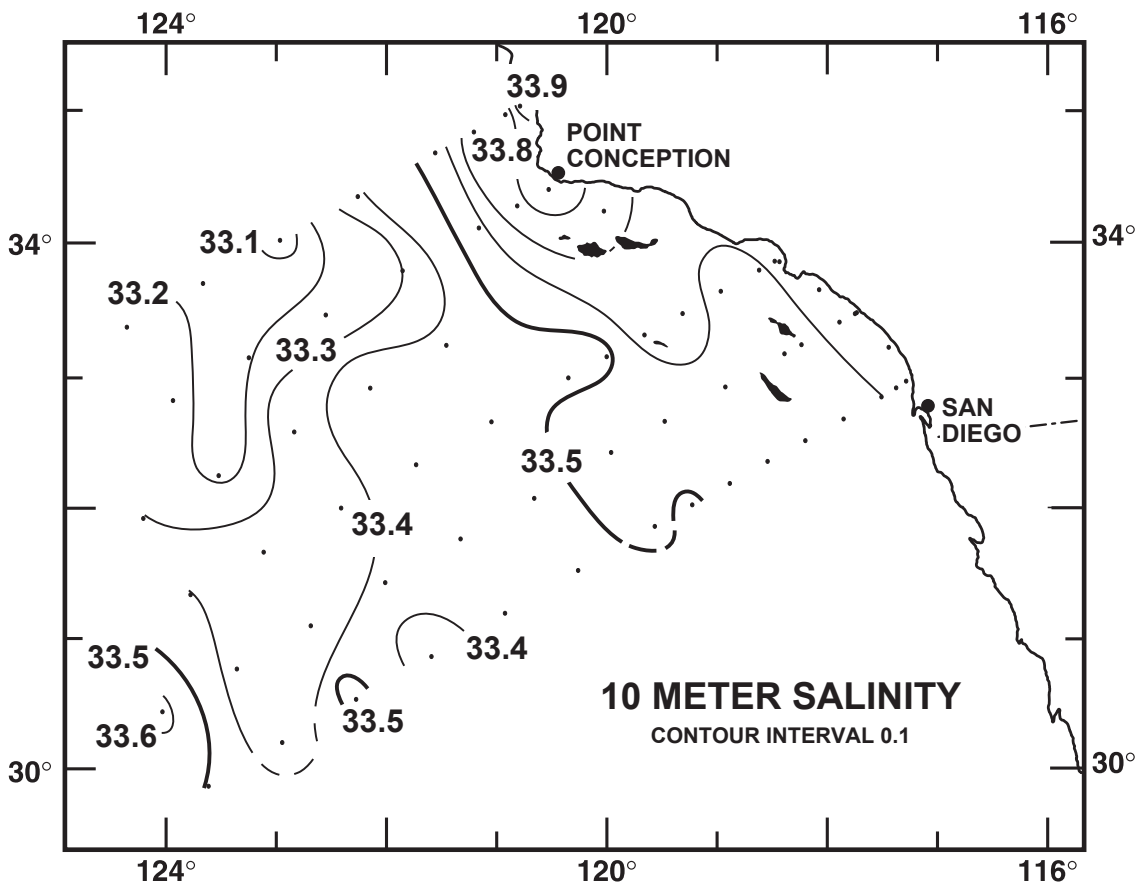 124° 120° 116°
33.9
POINT
CONCEPTION
33.8
34° 33.1 34°
33.2
33.3
SAN
DIEGO
33.5
33.4
33.5 33.4
33.6 33.5
10 METER SALINITY
CONTOUR INTERVAL 0.1
30° 30°
124° 120° 116°